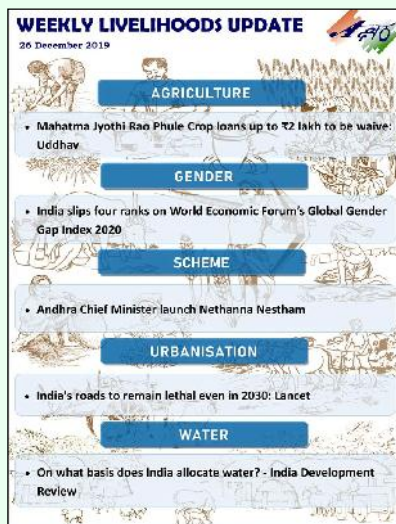 WEEKLY LIVELIHOODS UPDATE
26 December 2019
AGRICULTURE
• Mahatma Jyothi Rao Phule Crop loans up to ₹2 lakh to be waive:
Uddhav
GENDER
• India slips four ranks on World Economic Forum's Global Gender
Gap Index 2020
SCHEME
• Andhra Chief Minister launch Nethanna Nestham
URBANISATION
• India's roads to remain lethal even in 2030: Lancet
WATER
• On what basis does India allocate water? - India Development
Review